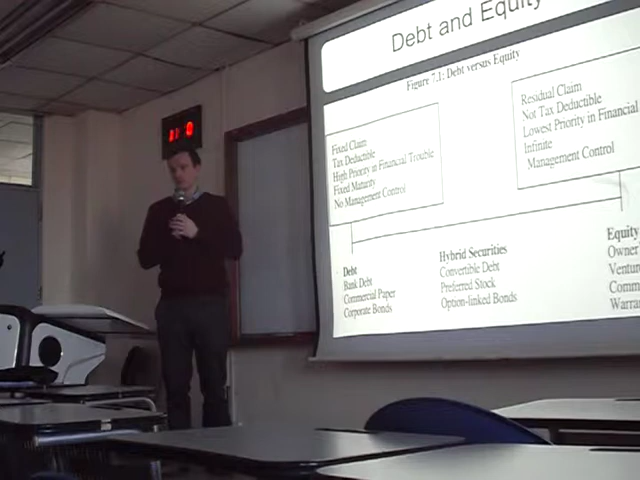 Debt and Equity
Figure 7.1: Debt versus Equity
Fixed Claim
Tax Deductible
High Priority in Financial Trouble
Fixed Maturity
No Management Control
Residual Claim
Not Tax Deductible
Lowest Priority in Financial
Infinite
Management Control
Debt
Bank Debt
Commercial Paper
Corporate Bonds
Hybrid Securities
Convertible Debt
Preferred Stock
Option-linked Bonds
Equity
Owner
Ventur
Comm
Warra